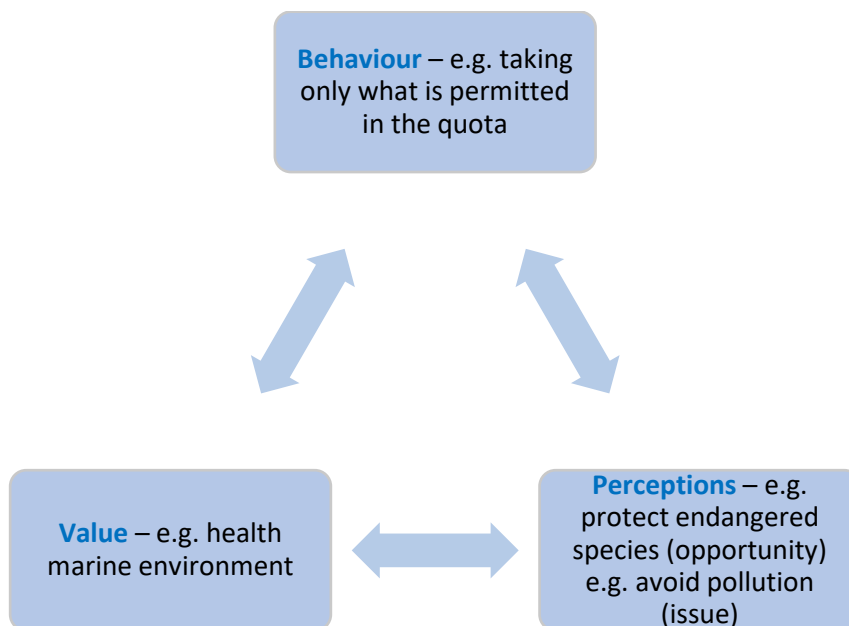 Behaviour – e.g. taking
only what is permitted
in the quota
Value – e.g. health
marine environment
Perceptions – e.g.
protect endangered
species (opportunity)
e.g. avoid pollution
(issue)